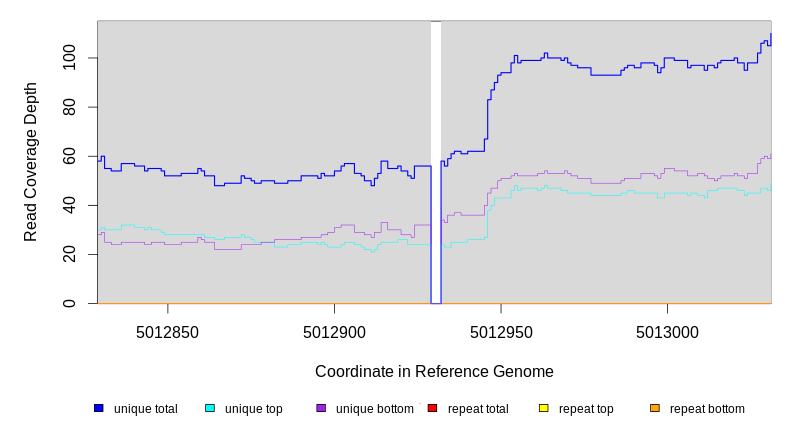 Read Coverage Depth
100
80
60
40
20
0
5012850 5012900 5012950 5013000
Coordinate in Reference Genome
unique total unique top unique bottom repeat total repeat top repeat bottom